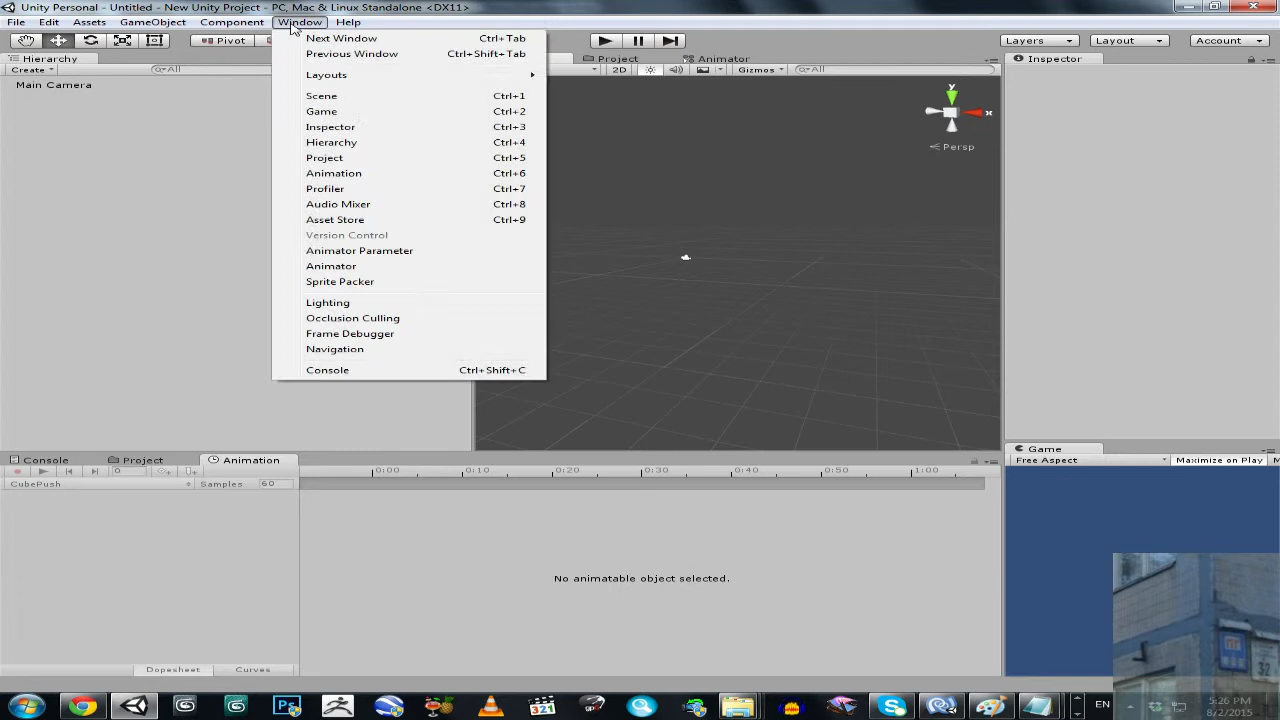 Unity Personal - Untitled - New Unity Project - PC, Mac & Linux Standalone <DX11>
File Edit Assets GameObject Component Window Help
Pivot
Layers Layout Account
Hierarchy
Create All
Main Camera
Next Window Ctrl+Tab
Previous Window Ctrl+Shift+Tab
Layouts
Scene Ctrl+1
Game Ctrl+2
Inspector Ctrl+3
Hierarchy Ctrl+4
Project Ctrl+5
Animation Ctrl+6
Profiler Ctrl+7
Audio Mixer Ctrl+8
Asset Store Ctrl+9
Version Control
Animator Parameter
Animator
Sprite Packer
Lighting
Occlusion Culling
Frame Debugger
Navigation
Console Ctrl+Shift+C
Project Animator
2D Gizmos All
y
x
Persp
Inspector
Console Project Animation
0
0:00 0:10 0:20 0:30 0:40 0:50 1:00
CubePush Samples 60
No animatable object selected.
Dopesheet Curves
Game
Free Aspect Maximize on Play M
32
Ps
321
EN
5:26 PM
8/2/2015